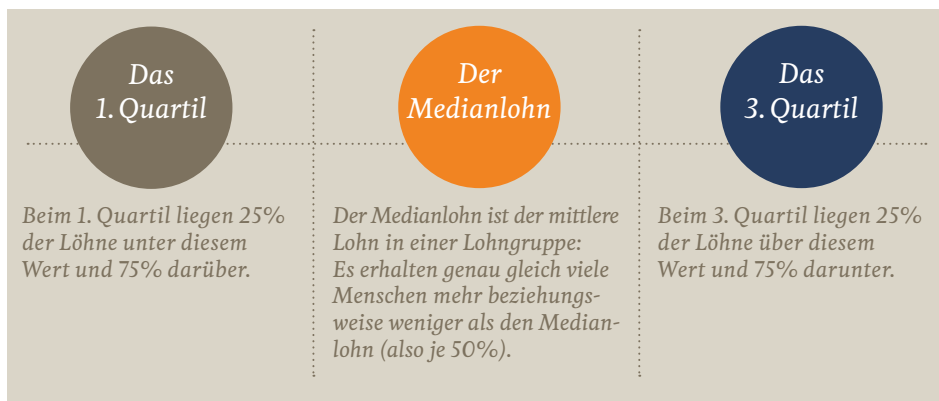 Das
1. Quartil
Beim 1. Quartil liegen 25%
der Löhne unter diesem
Wert und 75% darüber.
Der
Medianlohn
Der Medianlohn ist der mittlere
Lohn in einer Lohngruppe:
Es erhalten genau gleich viele
Menschen mehr beziehungs-
weise weniger als den Median-
lohn (also je 50%).
Das
3. Quartil
Beim 3. Quartil liegen 25%
der Löhne über diesem
Wert und 75% darunter.